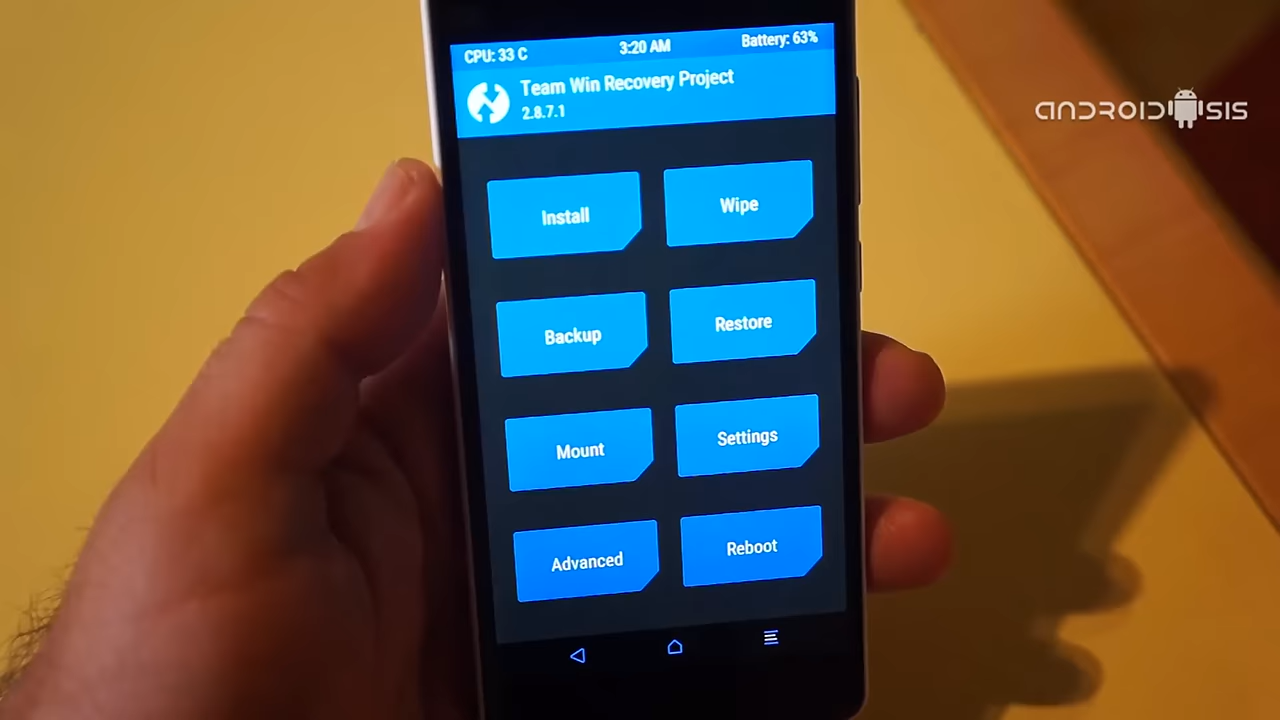 CPU: 33 C 3:20 AM Battery: 63%
Team Win Recovery Project
2.8.7.1
ANDROIDSIS
Install Wipe
Backup Restore
Mount Settings
Advanced Reboot